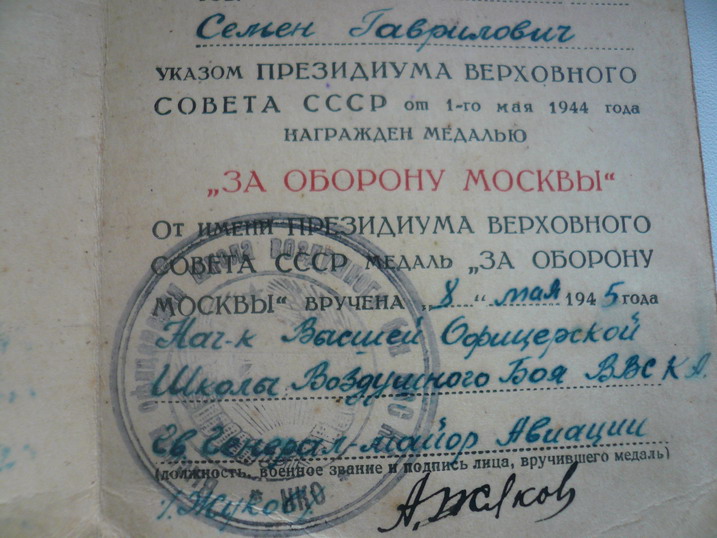 Семен Гаврилович
УКАЗОМ ПРЕЗИДИУМА ВЕРХОВНОГО
СОВЕТА СССР от 1-го мая 1944 года
НАГРАЖДЕН МЕДАЛЬЮ
„ЗА ОБОРОНУ МОСКВЫ“
От имени ПРЕЗИДИУМА ВЕРХОВНОГО
СОВЕТА СССР МЕДАЛЬ „ЗА ОБОРОНУ
МОСКВЫ“ ВРУЧЕНА „8“ мая 1945 года
Нач-к Высшей Офицерской
Школы Воздушного Боя ВВС КА.
Гв Генерал-майор Авиации
(должность, военное звание и подпись лица, вручившего медаль)
НКО